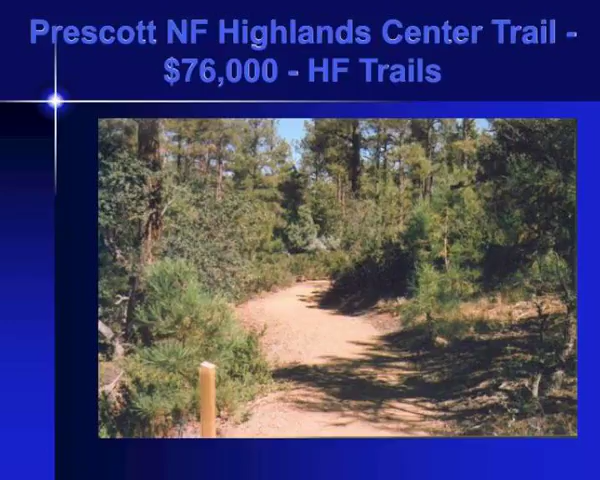 Prescott NF Highlands Center Trail -
$76,000 - HF Trails